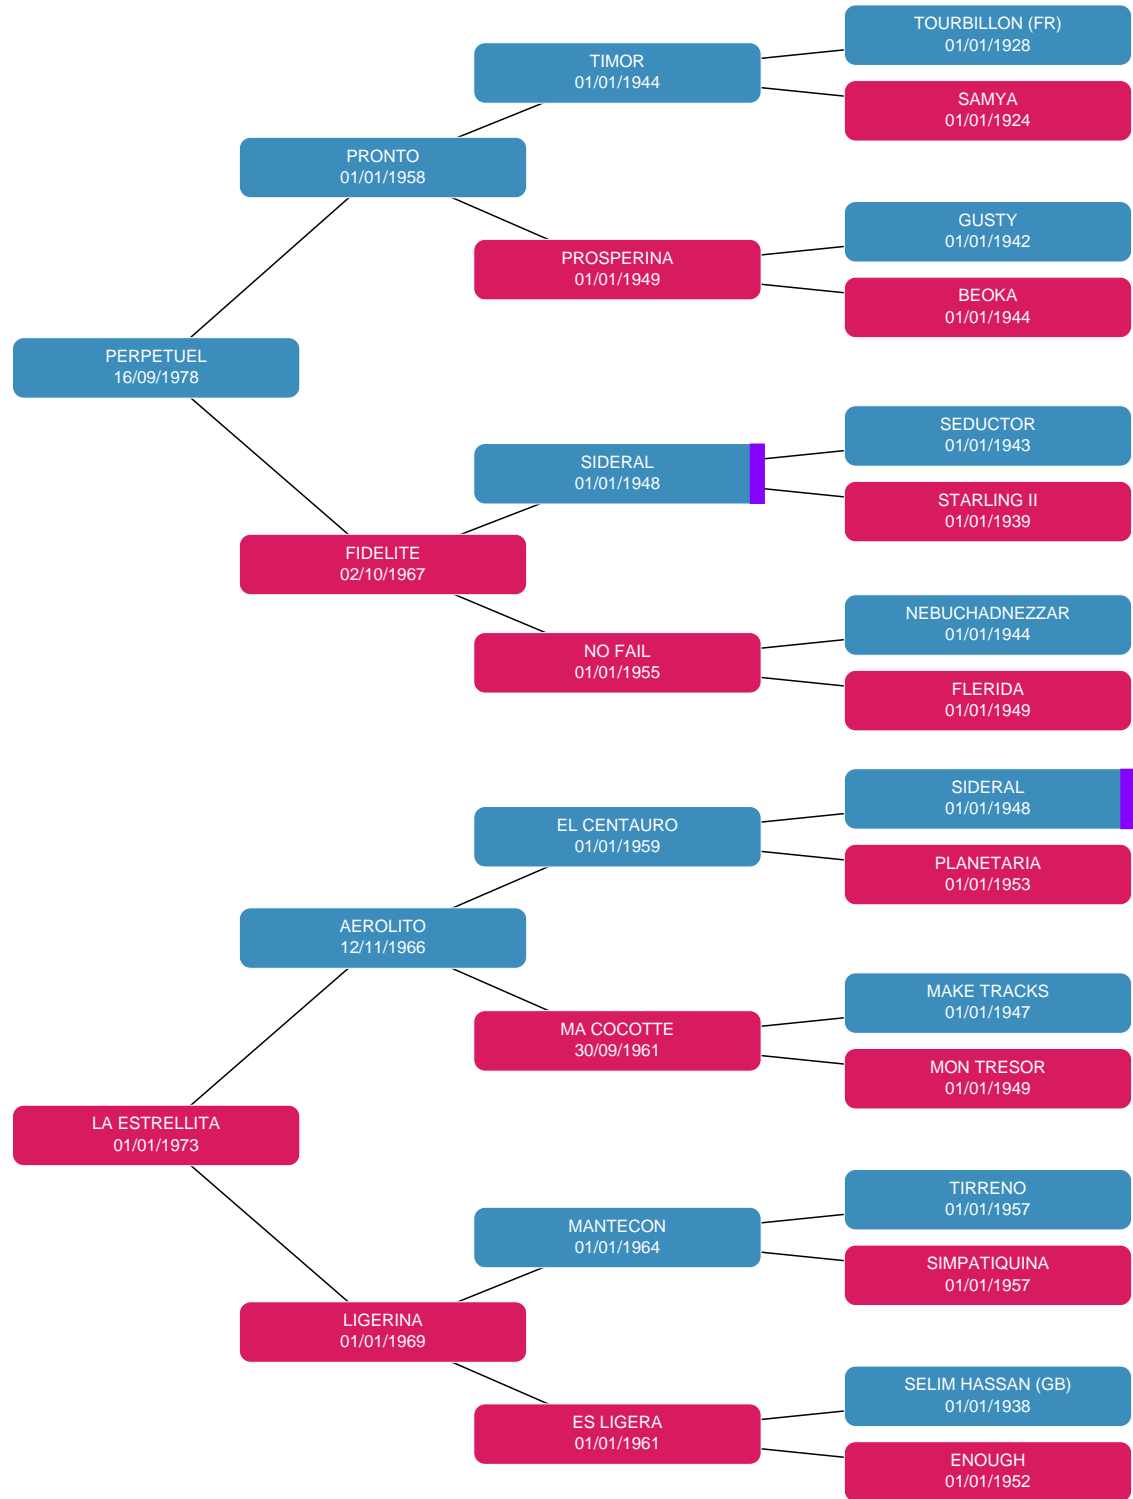 TOURBILLON (FR)
01/01/1928
TIMOR
01/01/1944
SAMYA
01/01/1924
PRONTO
01/01/1958
GUSTY
01/01/1942
PROSPERINA
01/01/1949
BEOKA
01/01/1944
PERPETUEL
16/09/1978
SEDUCTOR
01/01/1943
SIDERAL
01/01/1948
STARLING II
01/01/1939
FIDELITE
02/10/1967
NEBUCHADNEZZAR
01/01/1944
NO FAIL
01/01/1955
FLERIDA
01/01/1949
SIDERAL
01/01/1948
EL CENTAURO
01/01/1959
PLANETARIA
01/01/1953
AEROLITO
12/11/1966
MAKE TRACKS
01/01/1947
MA COCOTTE
30/09/1961
MON TRESOR
01/01/1949
LA ESTRELLITA
01/01/1973
TIRRENO
01/01/1957
MANTECON
01/01/1964
SIMPATIQUINA
01/01/1957
LIGERINA
01/01/1969
SELIM HASSAN (GB)
01/01/1938
ES LIGERA
01/01/1961
ENOUGH
01/01/1952